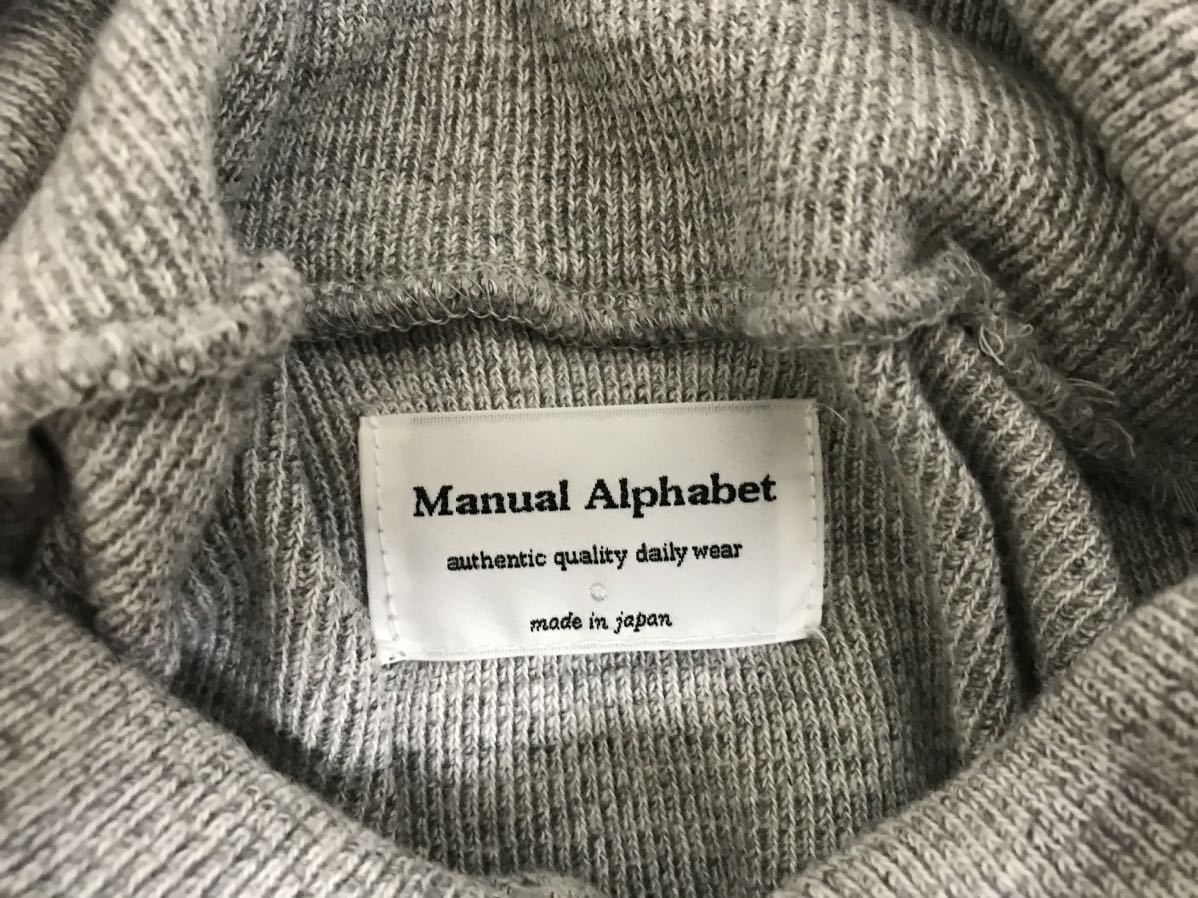 Manual Alphabet
authentic quality daily wear
made in japan